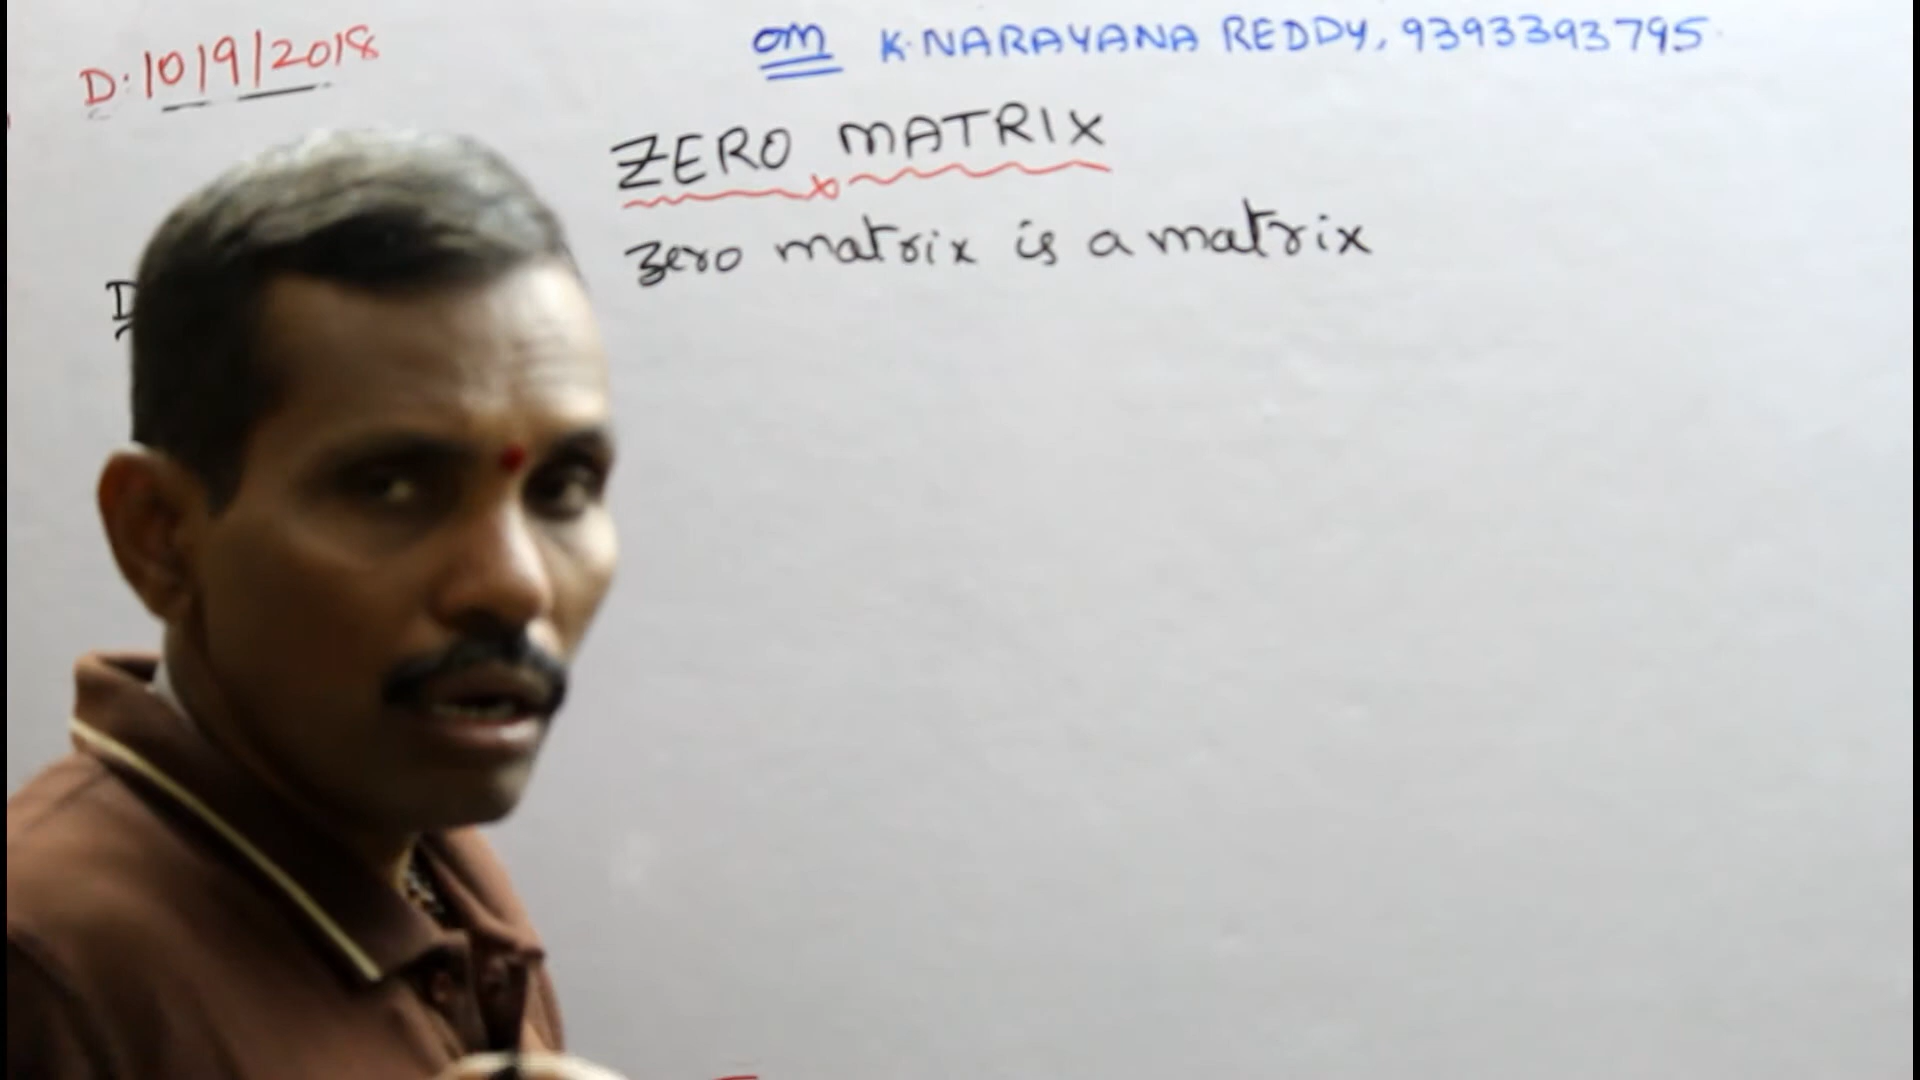 D: 10/9/2018
om K. NARAYANA REDDY, 9393393795.
ZERO MATRIX
zero matrix is a matrix